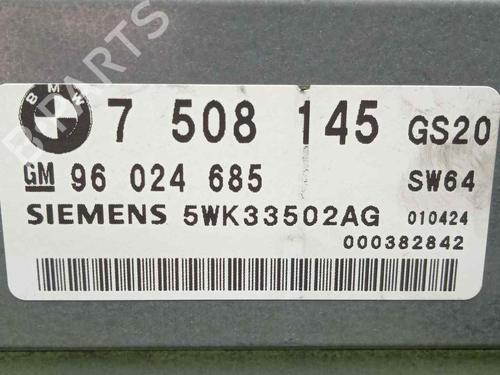 B PARTS
BMW 7 508 145 GS20
GM 96 024 685 SW64
SIEMENS 5WK33502AG 010424
000382842